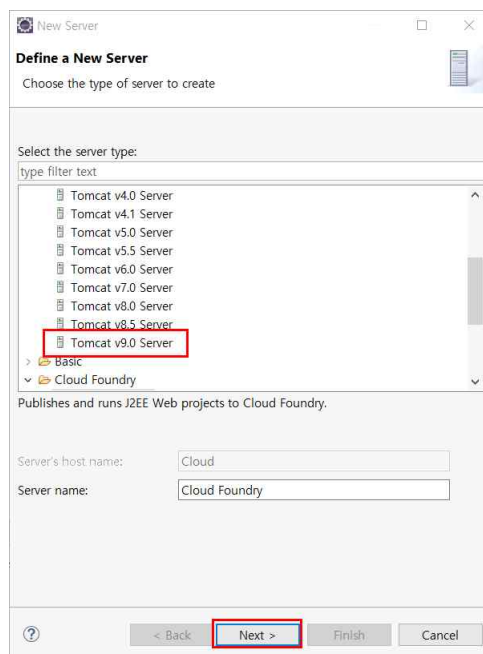 New Server
Define a New Server
Choose the type of server to create
Select the server type:
type filter text
Tomcat v4.0 Server
Tomcat v4.1 Server
Tomcat v5.0 Server
Tomcat v5.5 Server
Tomcat v6.0 Server
Tomcat v7.0 Server
Tomcat v8.0 Server
Tomcat v8.5 Server
Tomcat v9.0 Server
Basic
Cloud Foundry
Publishes and runs J2EE Web projects to Cloud Foundry.
Server's host name: Cloud
Server name: Cloud Foundry
? < Back Next > Finish Cancel